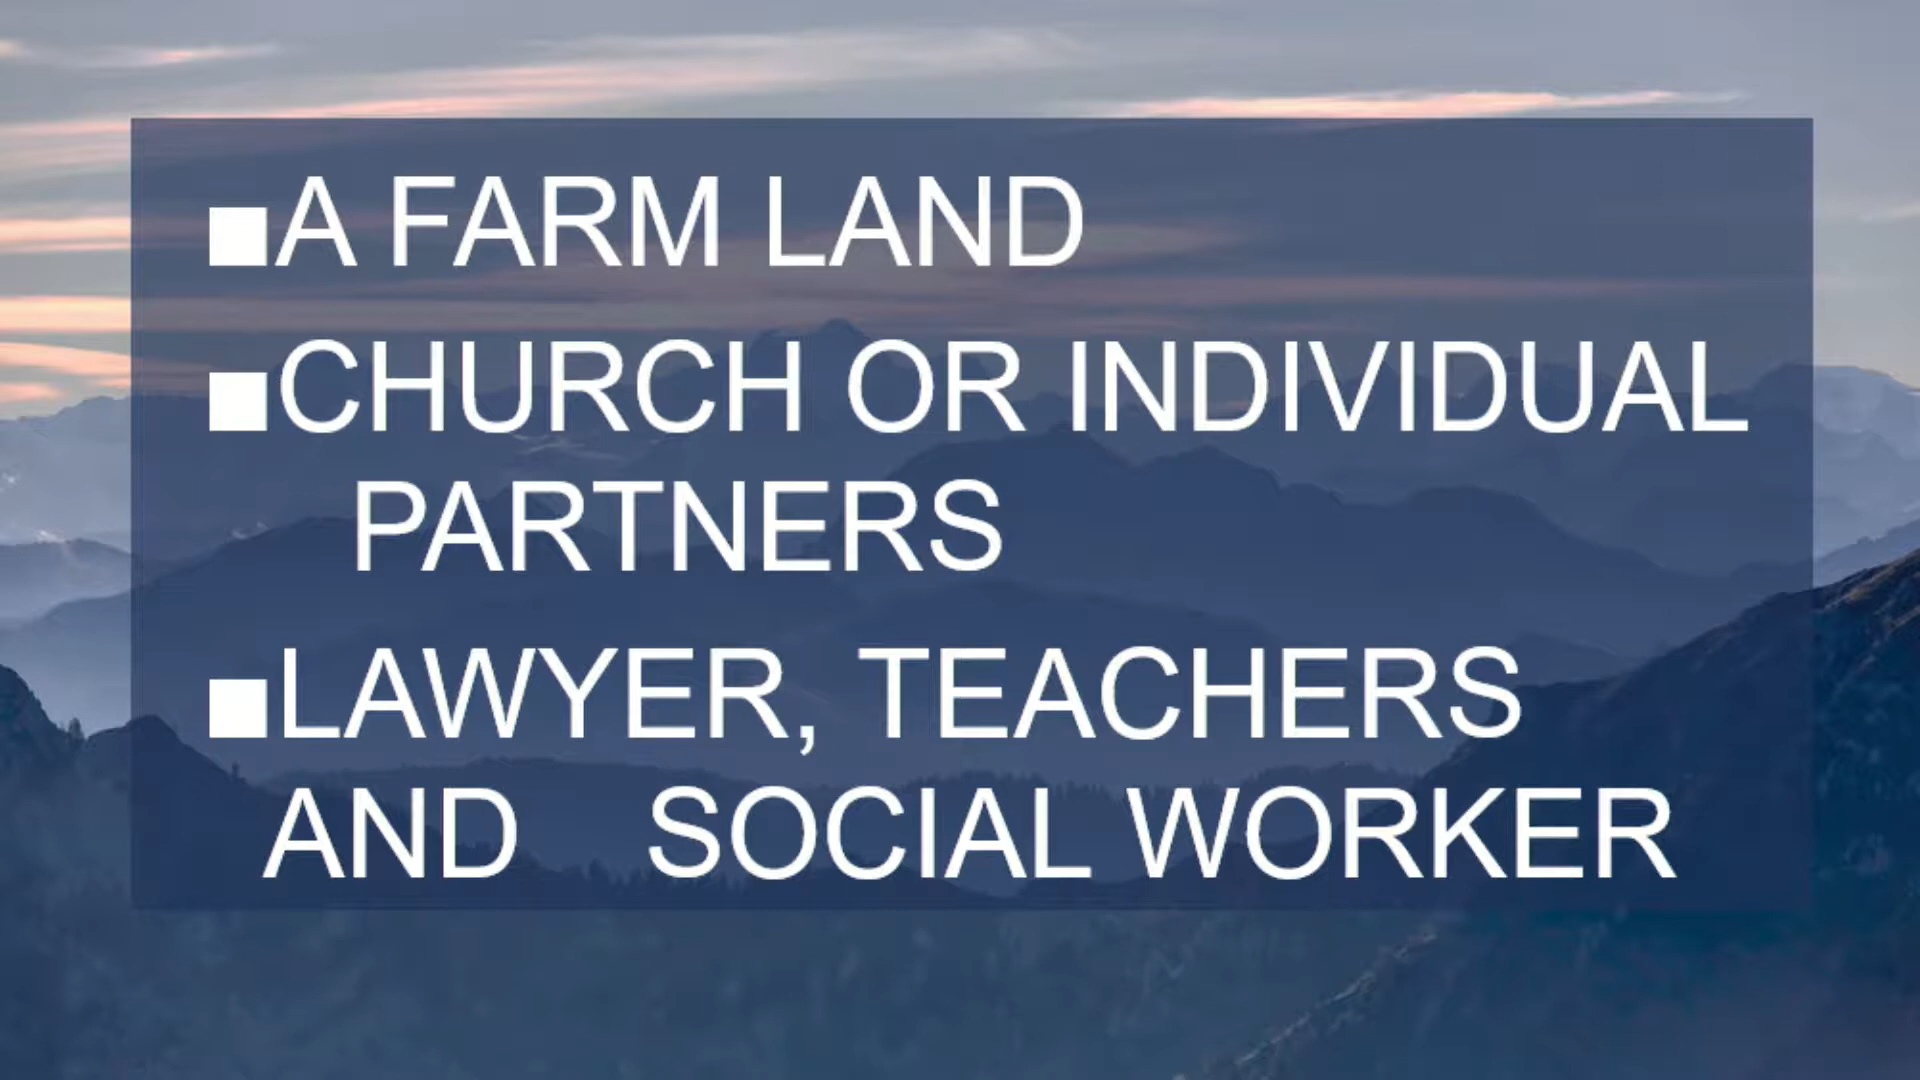 ■A FARM LAND
■CHURCH OR INDIVIDUAL
PARTNERS
■LAWYER, TEACHERS
AND SOCIAL WORKER